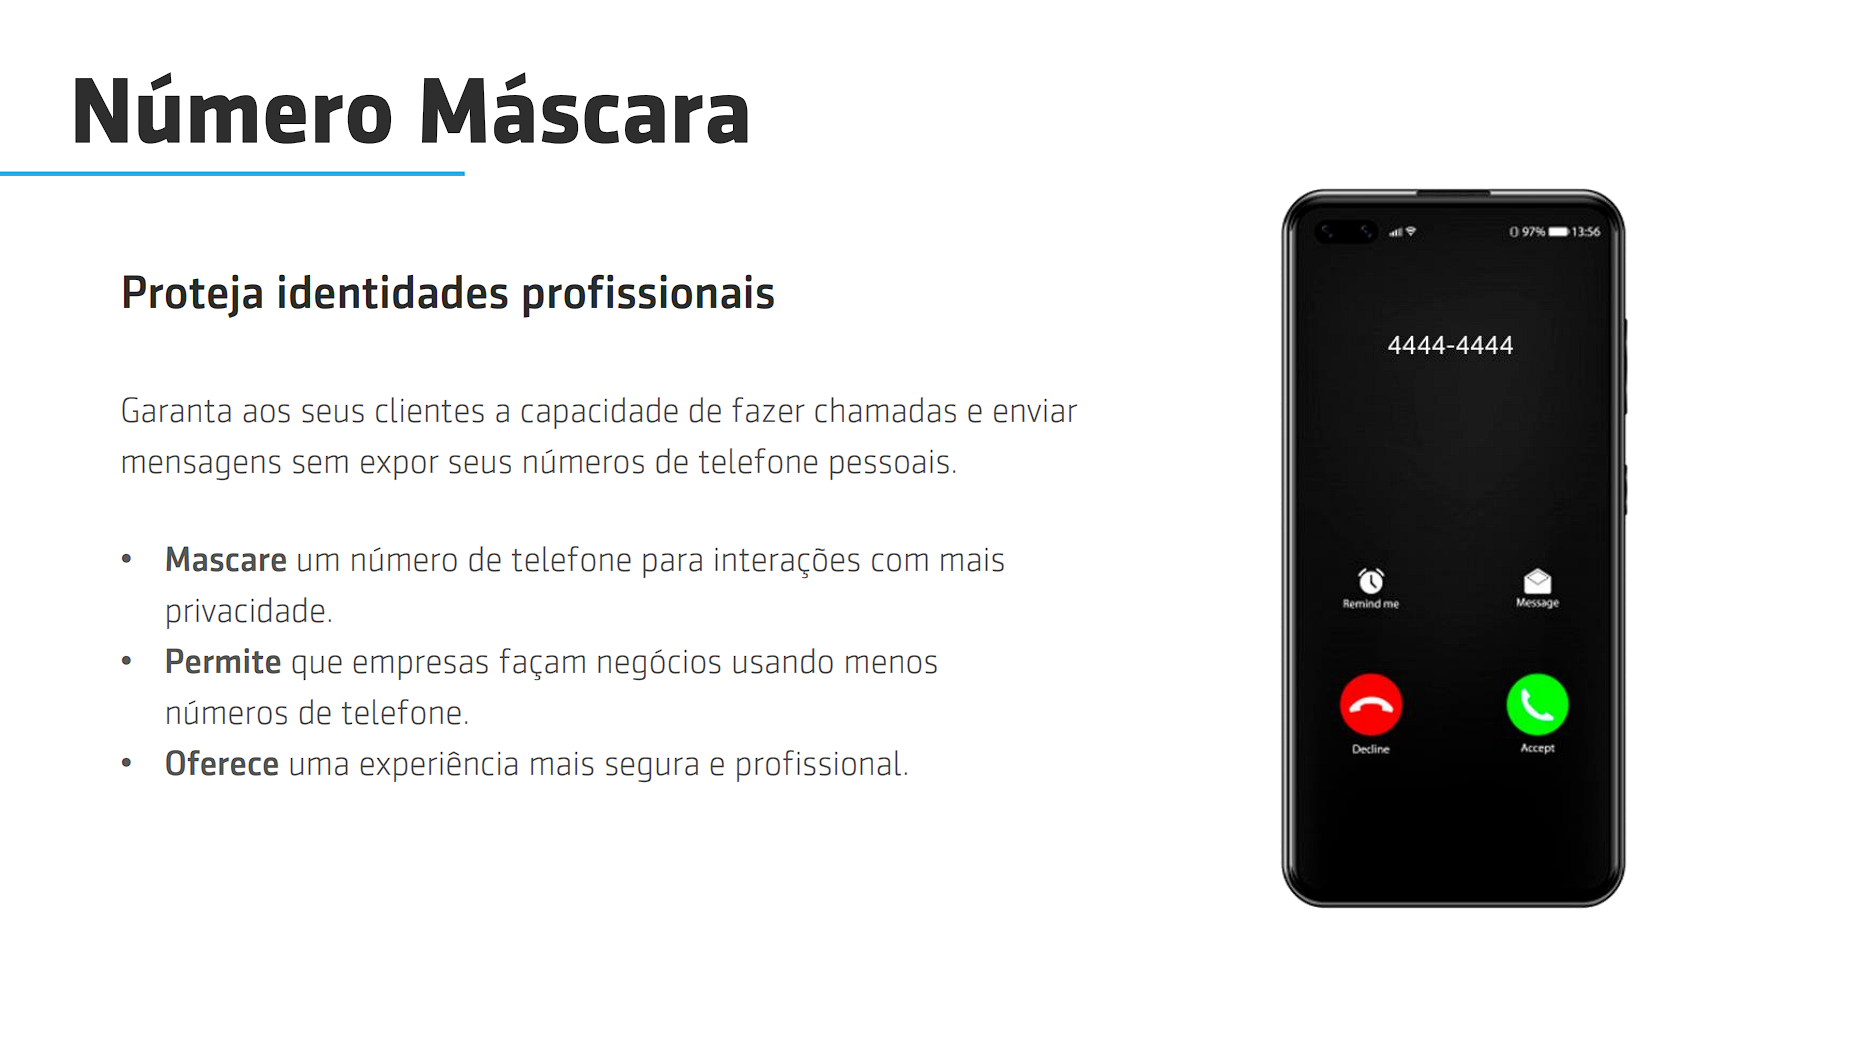 Número Máscara
Proteja identidades profissionais
Garanta aos seus clientes a capacidade de fazer chamadas e enviar
mensagens sem expor seus números de telefone pessoais.
• Mascare um número de telefone para interações com mais
privacidade.
• Permite que empresas façam negócios usando menos
números de telefone.
• Oferece uma experiência mais segura e profissional.
97% 13:56
4444-4444
Remind me Message
Decline Accept